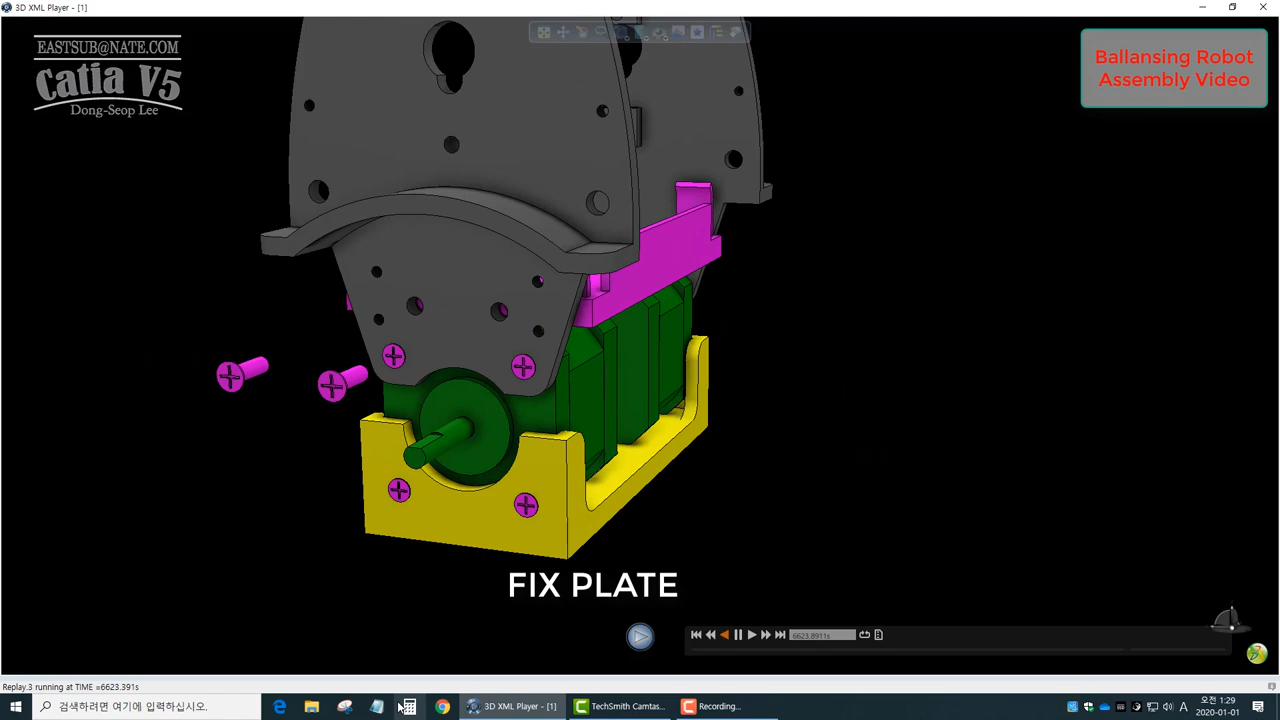 3D XML Player - [1]
EASTSUB@NATE.COM
Catia V5
Dong-Seop Lee
Ballansing Robot
Assembly Video
FIX PLATE
6623.8911s
Replay.3 running at TIME =6623.391s
검색하려면 여기에 입력하십시오.
3D XML Player - [1]
TechSmith Camtas...
Recording...
A
오전 1:29
2020-01-01